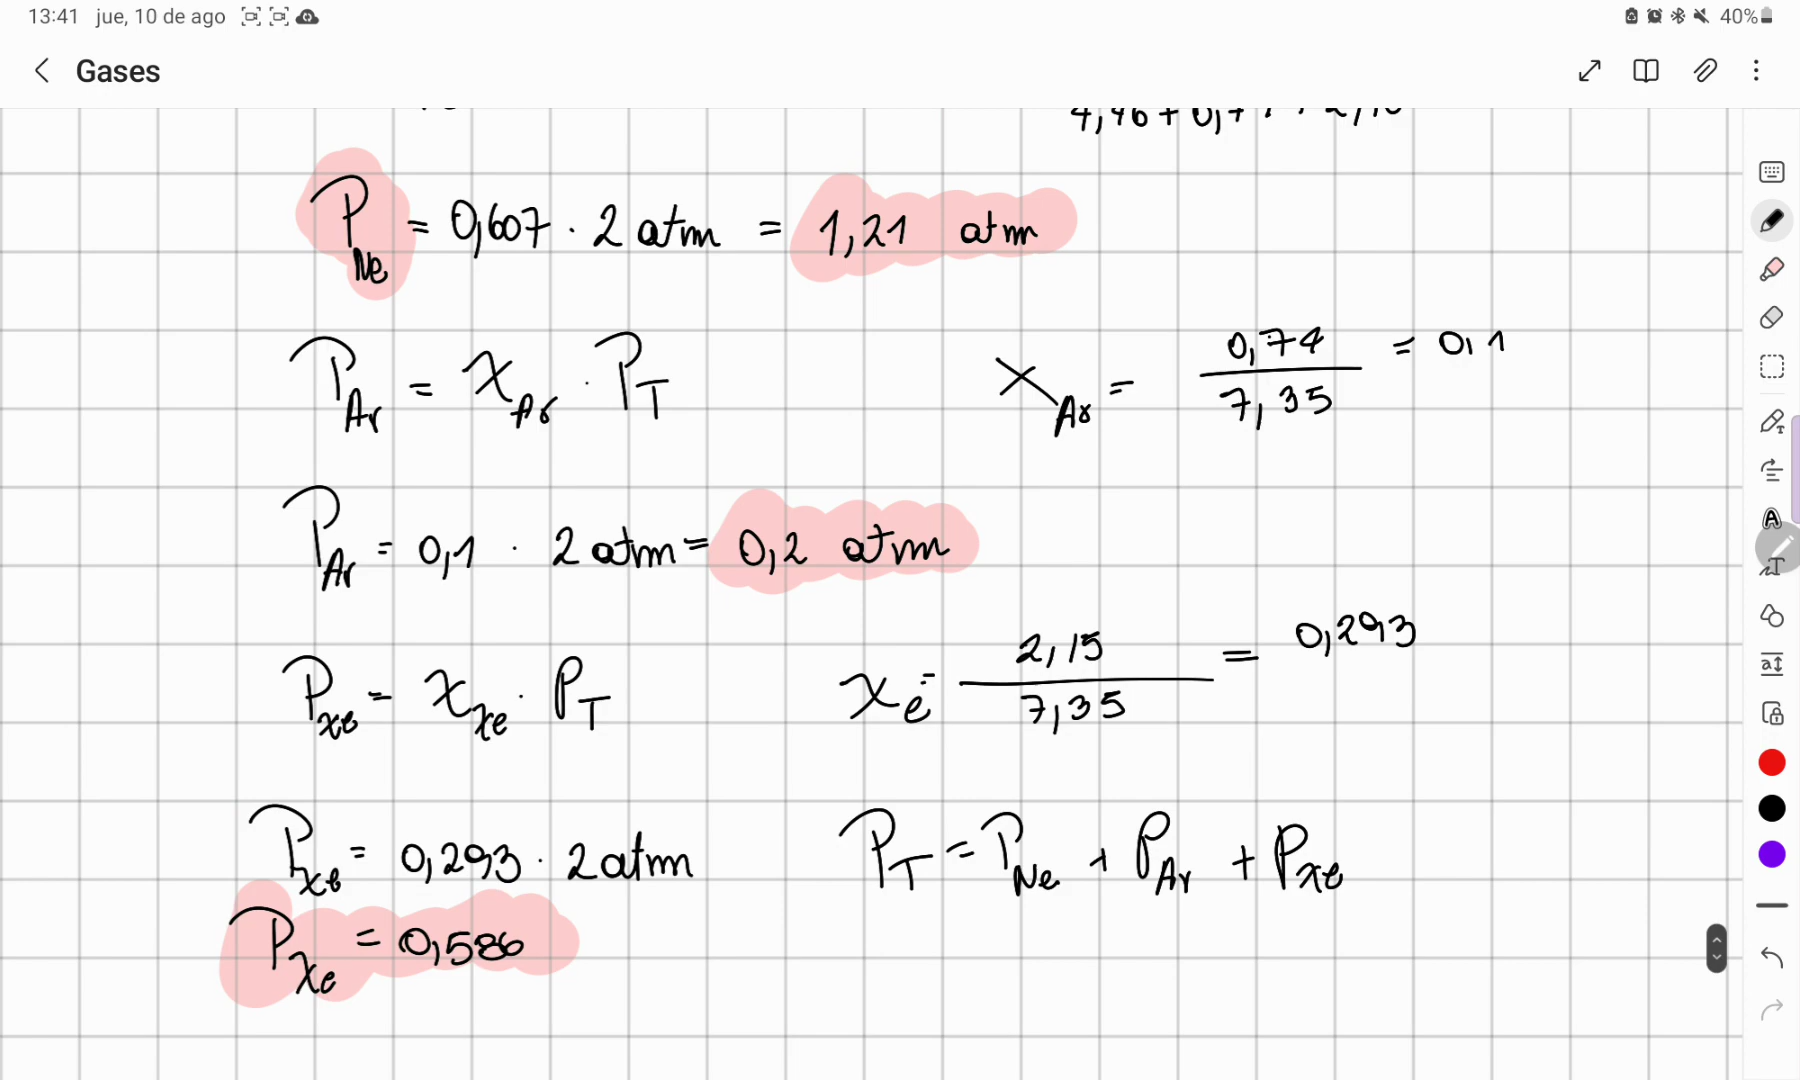 13:41 jue, 10 de ago 40%
Gases
P_Ne = 0,607 · 2 atm = 1,21 atm
P_Ar = x_Ar · P_T x_Ar = 0,74 / 7,35 = 0,1
P_Ar = 0,1 · 2 atm = 0,2 atm
P_xe = x_xe · P_T xe = 2,15 / 7,35 = 0,293
P_xe = 0,293 · 2 atm P_T = P_Ne + P_Ar + P_xe
P_xe = 0,586